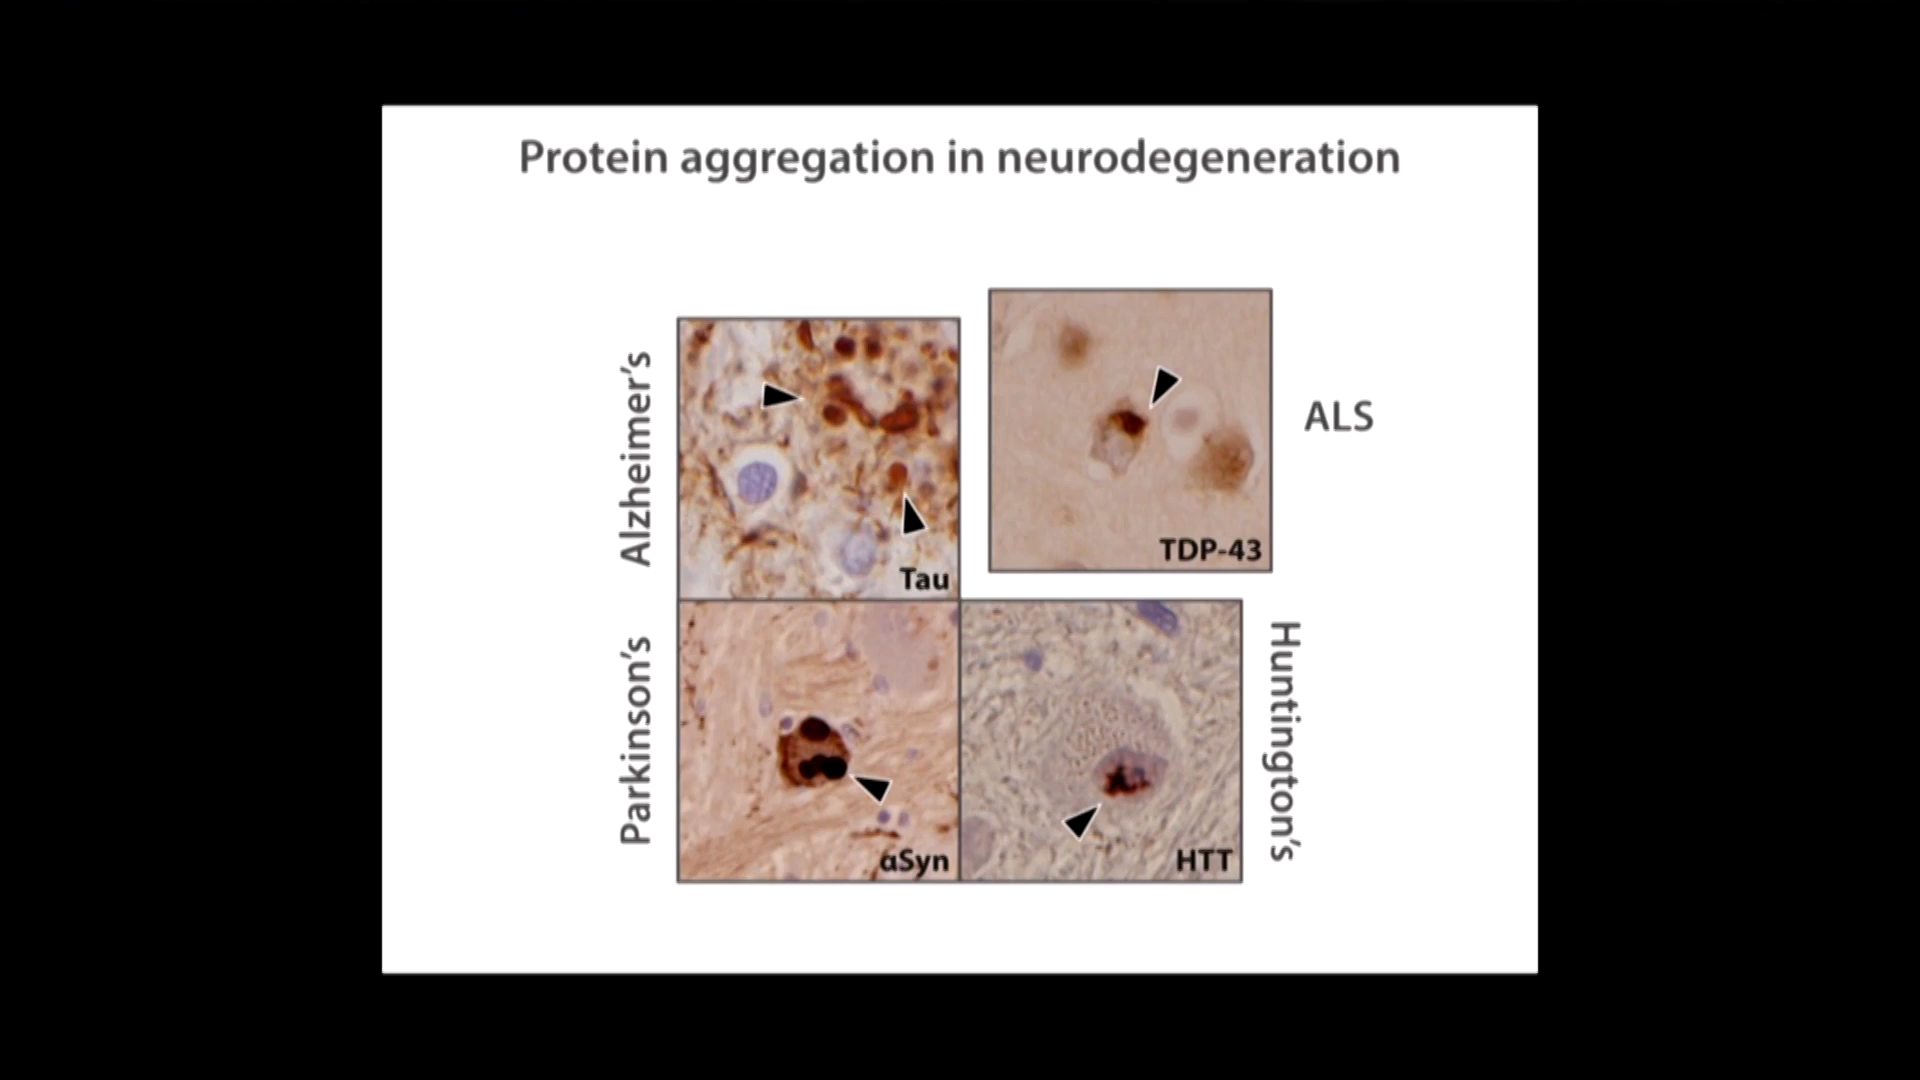 Protein aggregation in neurodegeneration
Alzheimer's
Tau
TDP-43
ALS
Parkinson's
αSyn
HTT
Huntington's